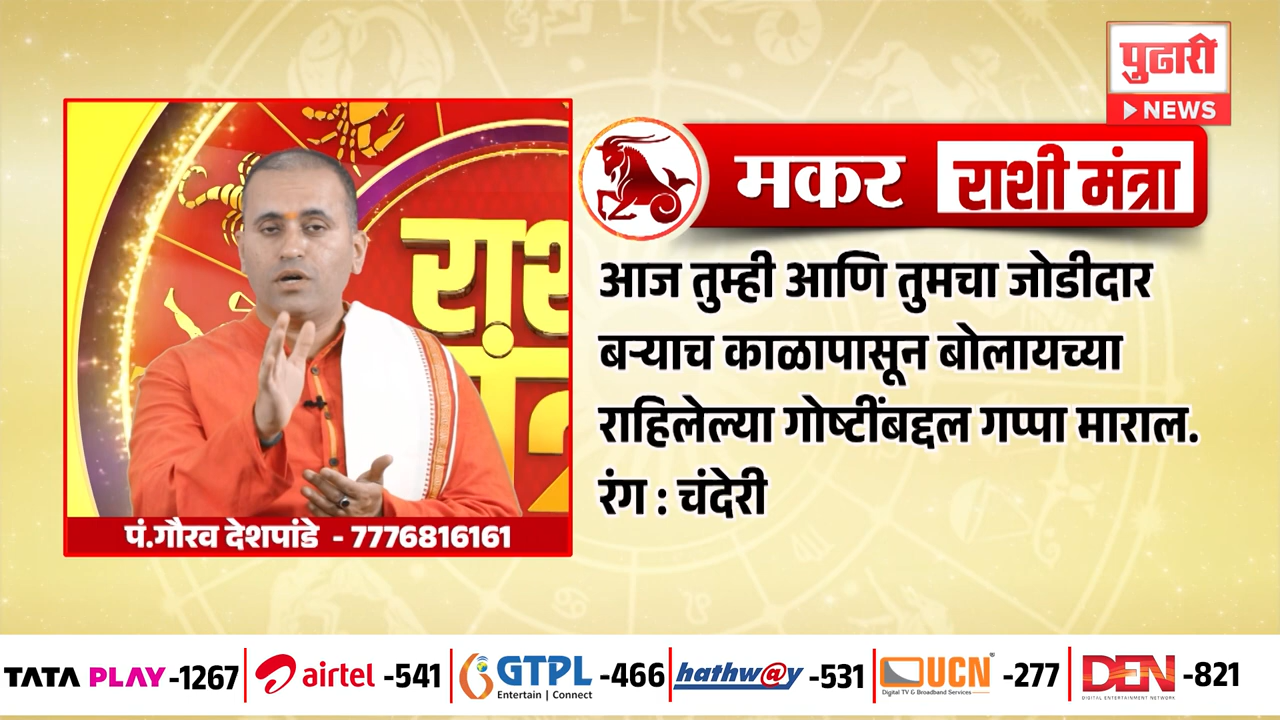 पुढारी
NEWS
मकर राशी मंत्रा
आज तुम्ही आणि तुमचा जोडीदार
बऱ्याच काळापासून बोलायच्या
राहिलेल्या गोष्टींबद्दल गप्पा माराल.
रंग : चंदेरी
पं.गौरव देशपांडे - 7776816161
TATA PLAY -1267
airtel -541
GTPL -466
Entertain | Connect
hathw@y -531
UCN -277
Digital TV & Broadband Services
DEN -821
DIGITAL ENTERTAINMENT NETWORK